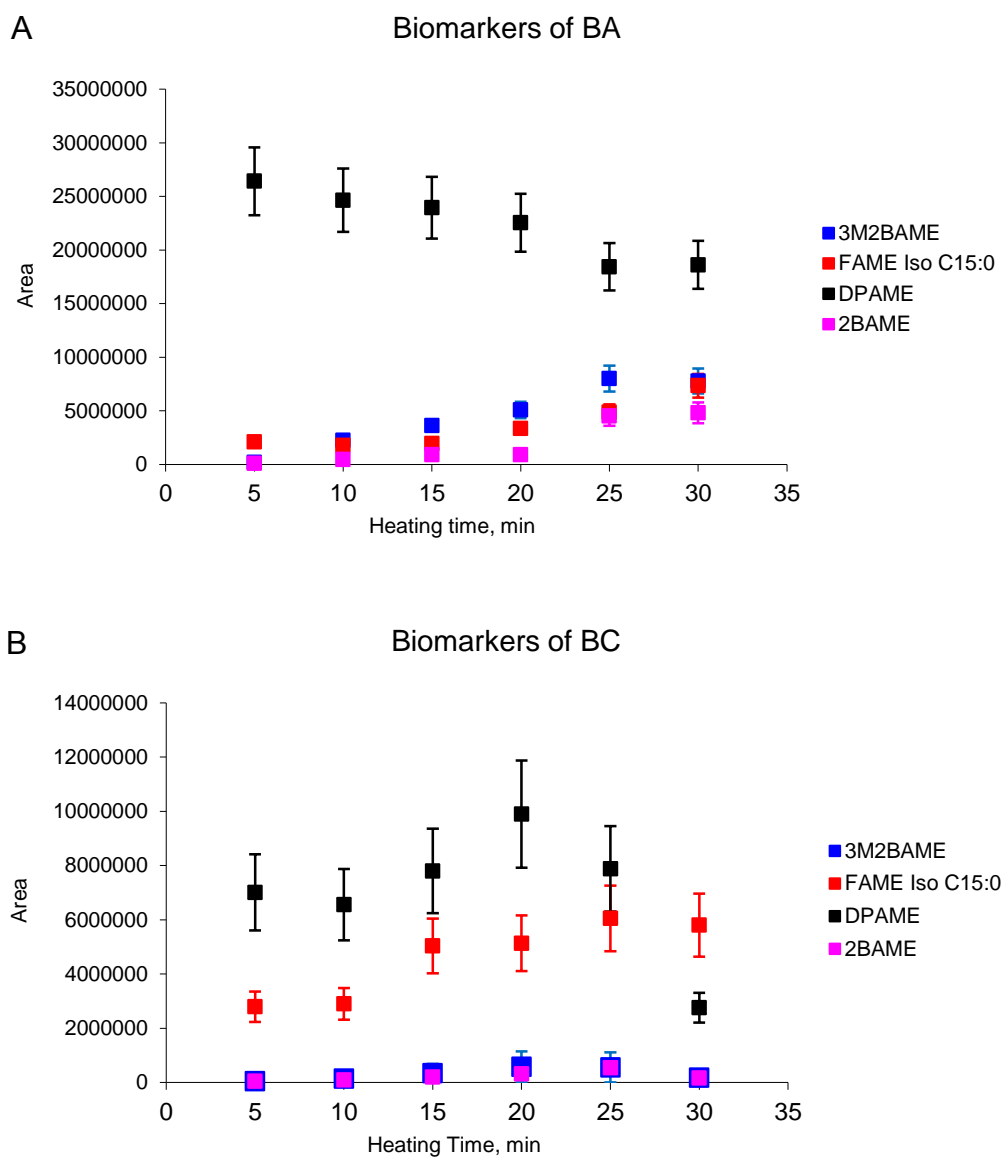 A
Biomarkers of BA
35000000
30000000
25000000
20000000
15000000
10000000
5000000
0
Area
0 5 10 15 20 25 30 35
Heating time, min
3M2BAME
FAME Iso C15:0
DPAME
2BAME
B
Biomarkers of BC
14000000
12000000
10000000
8000000
6000000
4000000
2000000
0
Area
0 5 10 15 20 25 30 35
Heating Time, min
3M2BAME
FAME Iso C15:0
DPAME
2BAME